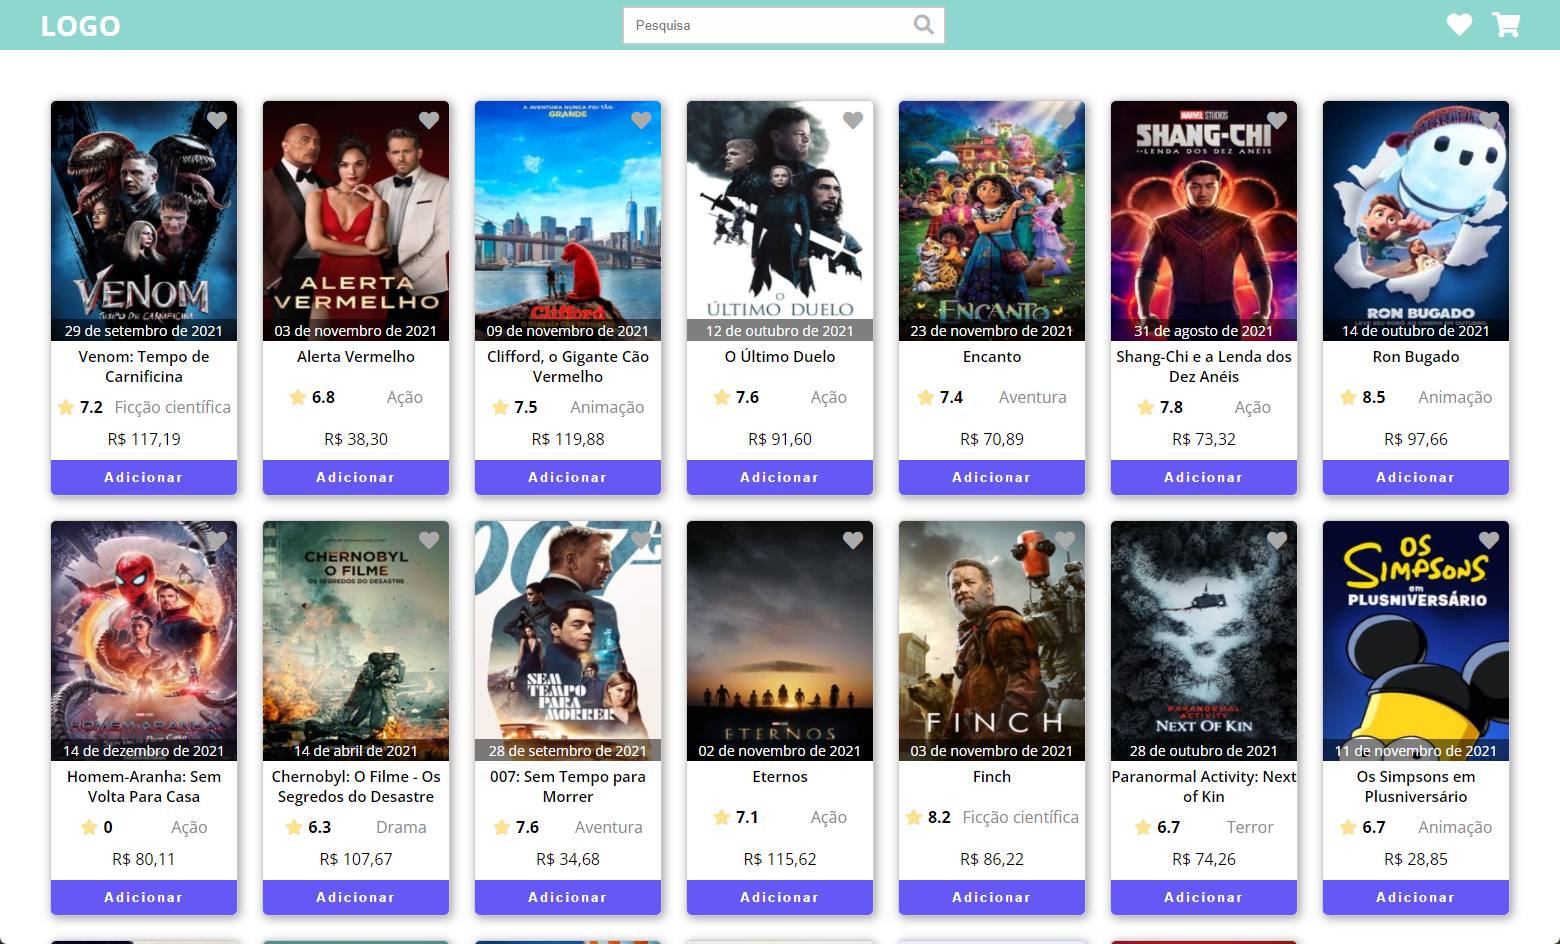 LOGO
Pesquisa
A AVENTURA NUNCA FOI TÃO
GRANDE
MARVEL STUDIOS
SHANG-CHI
E A LENDA DOS DEZ ANÉIS
VENOM
TEMPO DE CARNIFICINA
ALERTA
VERMELHO
Clifford
O
ÚLTIMO DUELO
ENCANTO
RON BUGADO
29 de setembro de 2021
03 de novembro de 2021
09 de novembro de 2021
12 de outubro de 2021
23 de novembro de 2021
31 de agosto de 2021
14 de outubro de 2021
Venom: Tempo de
Carnificina
Alerta Vermelho
Clifford, o Gigante Cão
Vermelho
O Último Duelo
Encanto
Shang-Chi e a Lenda dos
Dez Anéis
Ron Bugado
7.2 Ficção científica
6.8 Ação
7.5 Animação
7.6 Ação
7.4 Aventura
7.8 Ação
8.5 Animação
R$ 117,19
R$ 38,30
R$ 119,88
R$ 91,60
R$ 70,89
R$ 73,32
R$ 97,66
Adicionar
Adicionar
Adicionar
Adicionar
Adicionar
Adicionar
Adicionar
CHERNOBYL
O FILME
OS SEGREDOS DO DESASTRE
007
OS
SIMPSONS
em
PLUSNIVERSÁRIO
HOMEM-ARANHA
SEM
TEMPO
PARA
MORRER
ETERNOS
FINCH
PARANORMAL
ACTIVITY
NEXT OF KIN
14 de dezembro de 2021
14 de abril de 2021
28 de setembro de 2021
02 de novembro de 2021
03 de novembro de 2021
28 de outubro de 2021
11 de novembro de 2021
Homem-Aranha: Sem
Volta Para Casa
Chernobyl: O Filme - Os
Segredos do Desastre
007: Sem Tempo para
Morrer
Eternos
Finch
Paranormal Activity: Next
of Kin
Os Simpsons em
Plusniversário
0 Ação
6.3 Drama
7.6 Aventura
7.1 Ação
8.2 Ficção científica
6.7 Terror
6.7 Animação
R$ 80,11
R$ 107,67
R$ 34,68
R$ 115,62
R$ 86,22
R$ 74,26
R$ 28,85
Adicionar
Adicionar
Adicionar
Adicionar
Adicionar
Adicionar
Adicionar